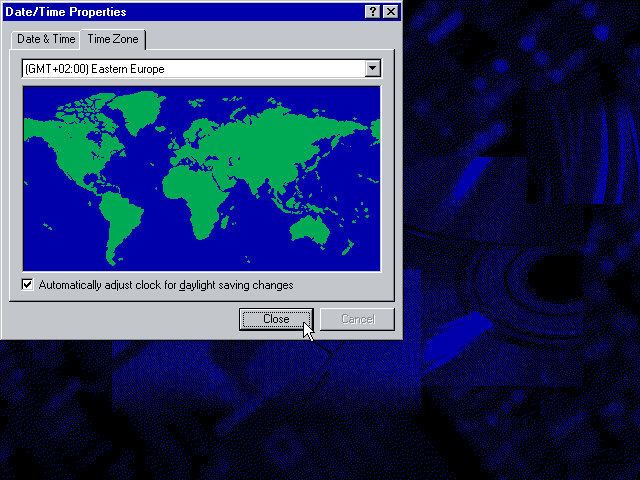 Date/Time Properties
Date & Time
Time Zone
(GMT+02:00) Eastern Europe
Automatically adjust clock for daylight saving changes
Close
Cancel